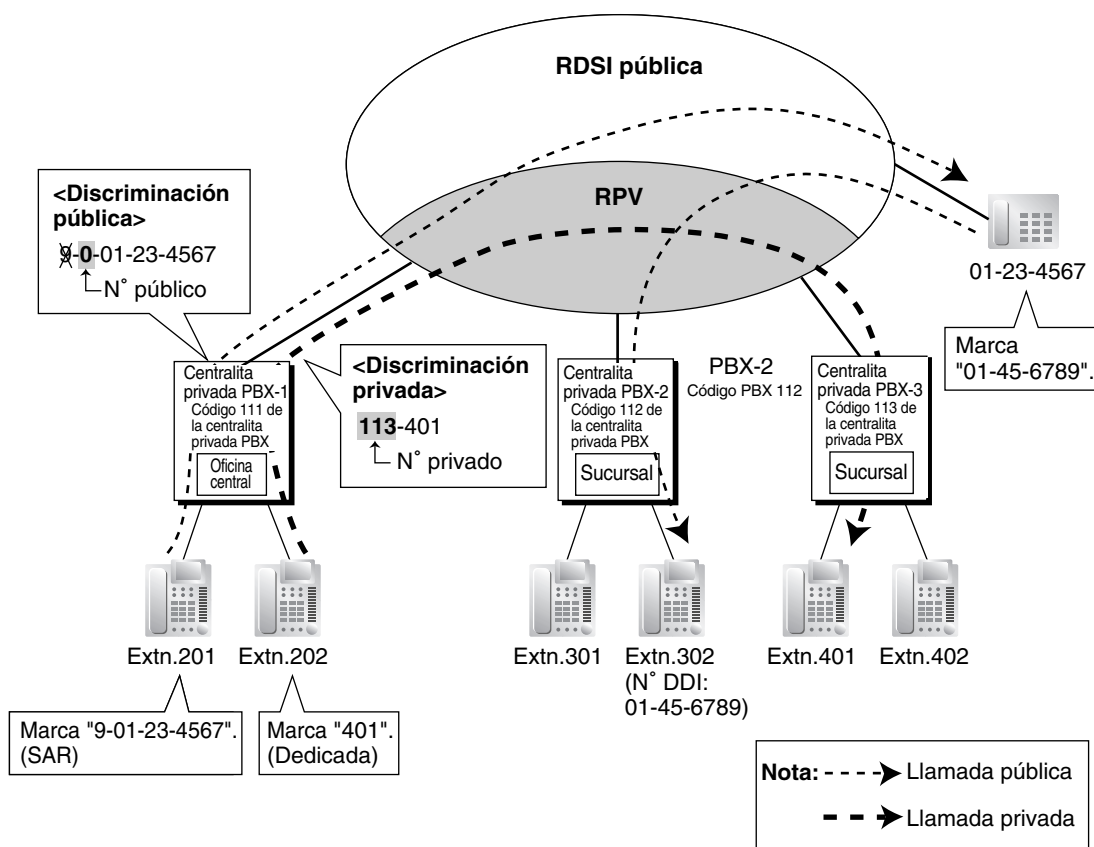 RDSI pública
RPV
<Discriminación
pública>
9-0-01-23-4567
N° público
01-23-4567
Marca
"01-45-6789".
<Discriminación
privada>
113-401
N° privado
Centralita
privada PBX-1
Código 111 de
la centralita
privada PBX
Oficina
central
Centralita
privada PBX-2
Código 112 de
la centralita
privada PBX
Sucursal
PBX-2
Código PBX 112
Centralita
privada PBX-3
Código 113 de
la centralita
privada PBX
Sucursal
Extn.201
Extn.202
Extn.301
Extn.302
(N° DDI:
01-45-6789)
Extn.401
Extn.402
Marca "9-01-23-4567".
(SAR)
Marca "401".
(Dedicada)
Nota:
Llamada pública
Llamada privada